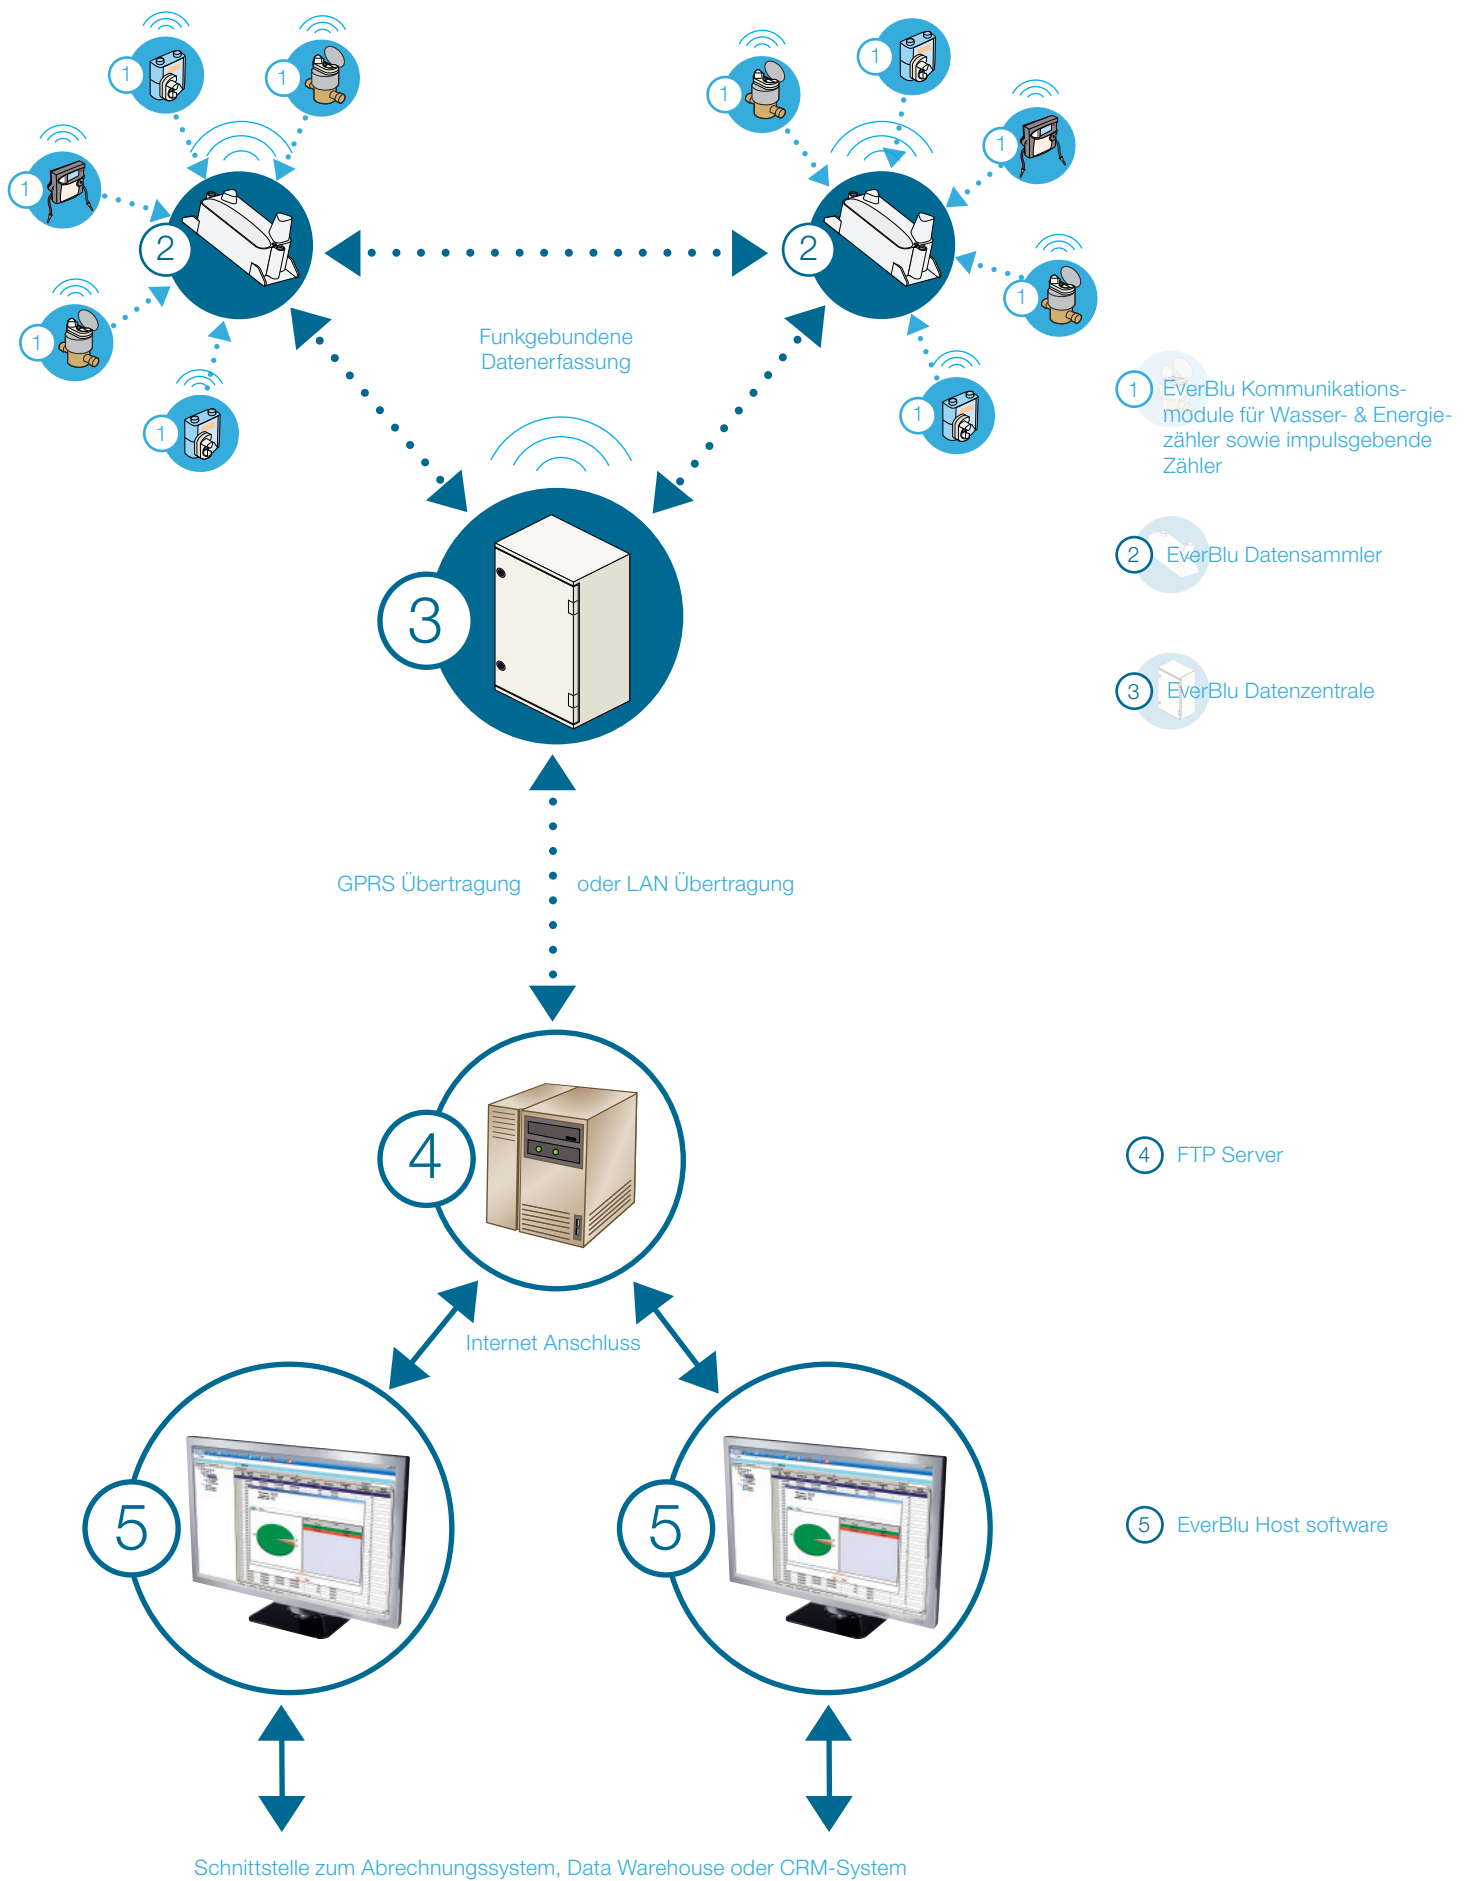 1
1
1
1
1
1
1
1
1
1
2
2
Funkgebundene
Datenerfassung
1 EverBlu Kommunikations-
module für Wasser- & Energie-
zähler sowie impulsgebende
Zähler
2 EverBlu Datensammler
3
3 EverBlu Datenzentrale
GPRS Übertragung oder LAN Übertragung
4
4 FTP Server
Internet Anschluss
5
5
5 EverBlu Host software
Schnittstelle zum Abrechnungssystem, Data Warehouse oder CRM-System